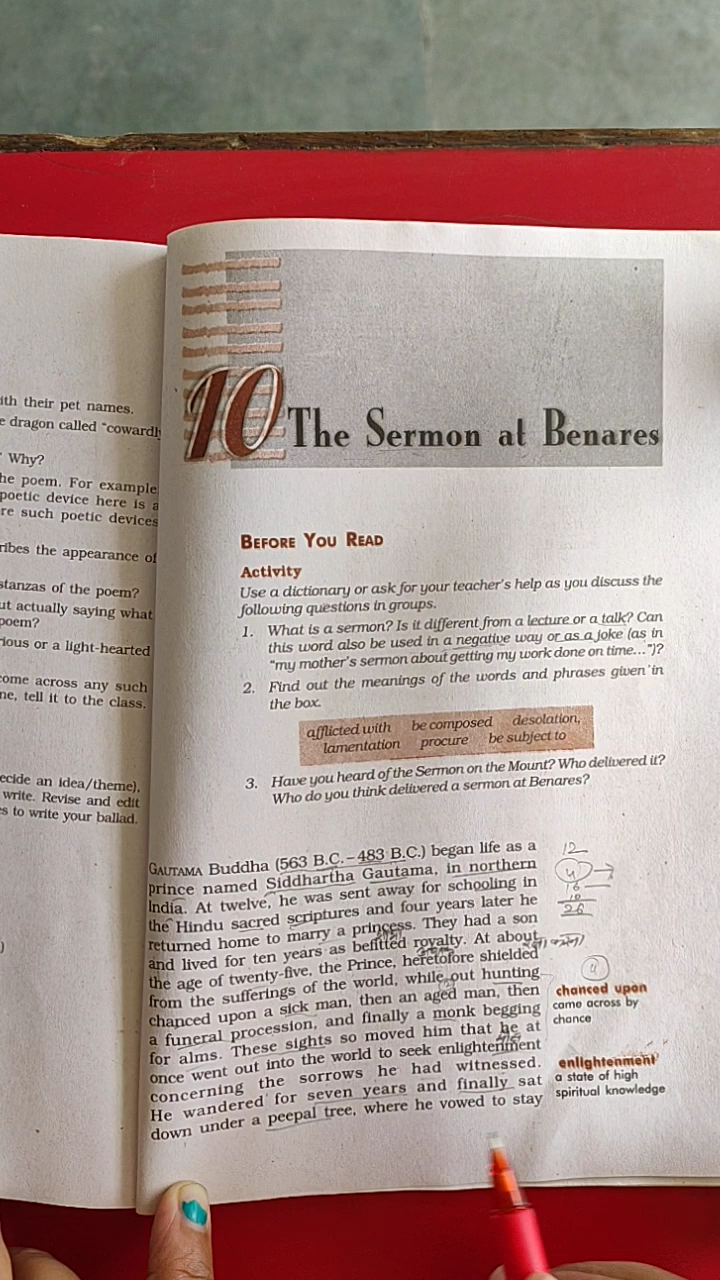 ith their pet names.
e dragon called "cowardly
Why?
he poem. For example
poetic device here is a
re such poetic devices
ribes the appearance of
stanzas of the poem?
ut actually saying what
poem?
ious or a light-hearted
ome across any such
ne, tell it to the class.
ecide an idea/theme),
write. Revise and edit
es to write your ballad.
10 The Sermon at Benares
BEFORE YOU READ
Activity
Use a dictionary or ask for your teacher's help as you discuss the
following questions in groups.
1. What is a sermon? Is it different from a lecture or a talk? Can
this word also be used in a negative way or as a joke (as in
"my mother's sermon about getting my work done on time…")?
2. Find out the meanings of the words and phrases given in
the box.
afflicted with be composed desolation,
lamentation procure be subject to
3. Have you heard of the Sermon on the Mount? Who delivered it?
Who do you think delivered a sermon at Benares?
GAUTAMA Buddha (563 B.C.–483 B.C.) began life as a
prince named Siddhartha Gautama, in northern
India. At twelve, he was sent away for schooling in
the Hindu sacred scriptures and four years later he
returned home to marry a princess. They had a son
and lived for ten years as befitted royalty. At about
the age of twenty-five, the Prince, heretofore shielded
from the sufferings of the world, while out hunting
chanced upon a sick man, then an aged man, then
a funeral procession, and finally a monk begging
for alms. These sights so moved him that he at
once went out into the world to seek enlightenment
concerning the sorrows he had witnessed.
He wandered for seven years and finally sat
down under a peepal tree, where he vowed to stay
12
4
16
10
26
chanced upon
came across by
chance
enlightenment
a state of high
spiritual knowledge